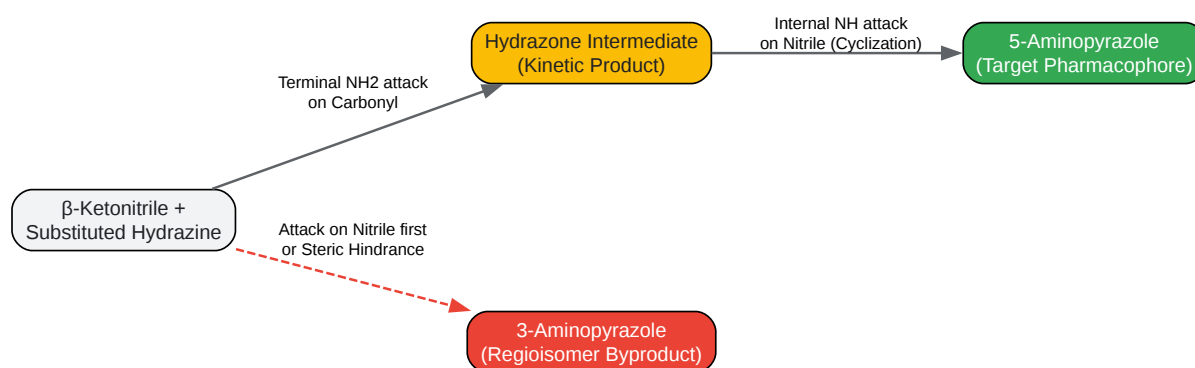 Hydrazone Intermediate
(Kinetic Product)
Internal NH attack
on Nitrile (Cyclization)
5-Aminopyrazole
(Target Pharmacophore)
Terminal NH2 attack
on Carbonyl
β-Ketonitrile +
Substituted Hydrazine
Attack on Nitrile first
or Steric Hindrance
3-Aminopyrazole
(Regioisomer Byproduct)